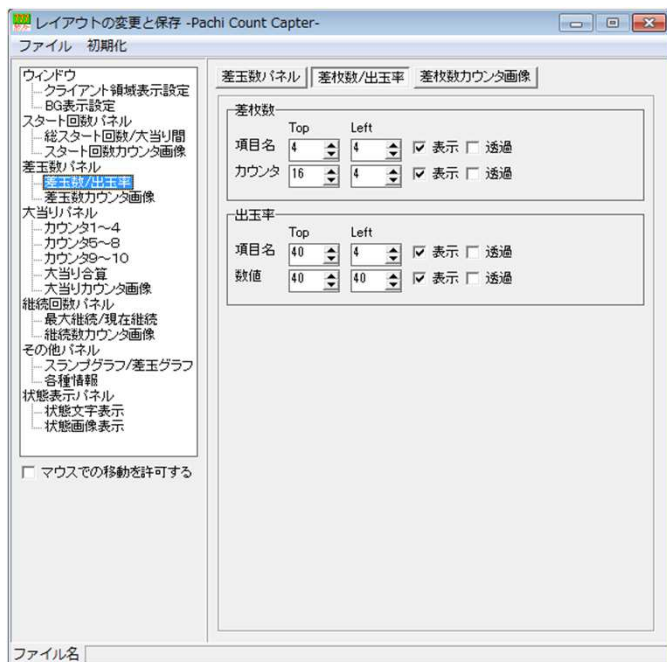 レイアウトの変更と保存 -Pachi Count Capter-
ファイル 初期化
ウィンドウ
クライアント領域表示設定
BG表示設定
スタート回数パネル
総スタート回数/大当り間
スタート回数カウンタ画像
差玉数パネル
差玉数/出玉率
差玉数カウンタ画像
大当りパネル
カウンタ1～4
カウンタ5～8
カウンタ9～10
大当り合算
大当りカウンタ画像
継続回数パネル
最大継続/現在継続
継続数カウンタ画像
その他パネル
スランプグラフ/差玉グラフ
各種情報
状態表示パネル
状態文字表示
状態画像表示
マウスでの移動を許可する
差玉数パネル 差枚数/出玉率 差枚数カウンタ画像
差枚数
Top Left
項目名 4 4 表示 透過
カウンタ 16 4 表示 透過
出玉率
Top Left
項目名 40 4 表示 透過
数値 40 40 表示 透過
ファイル名